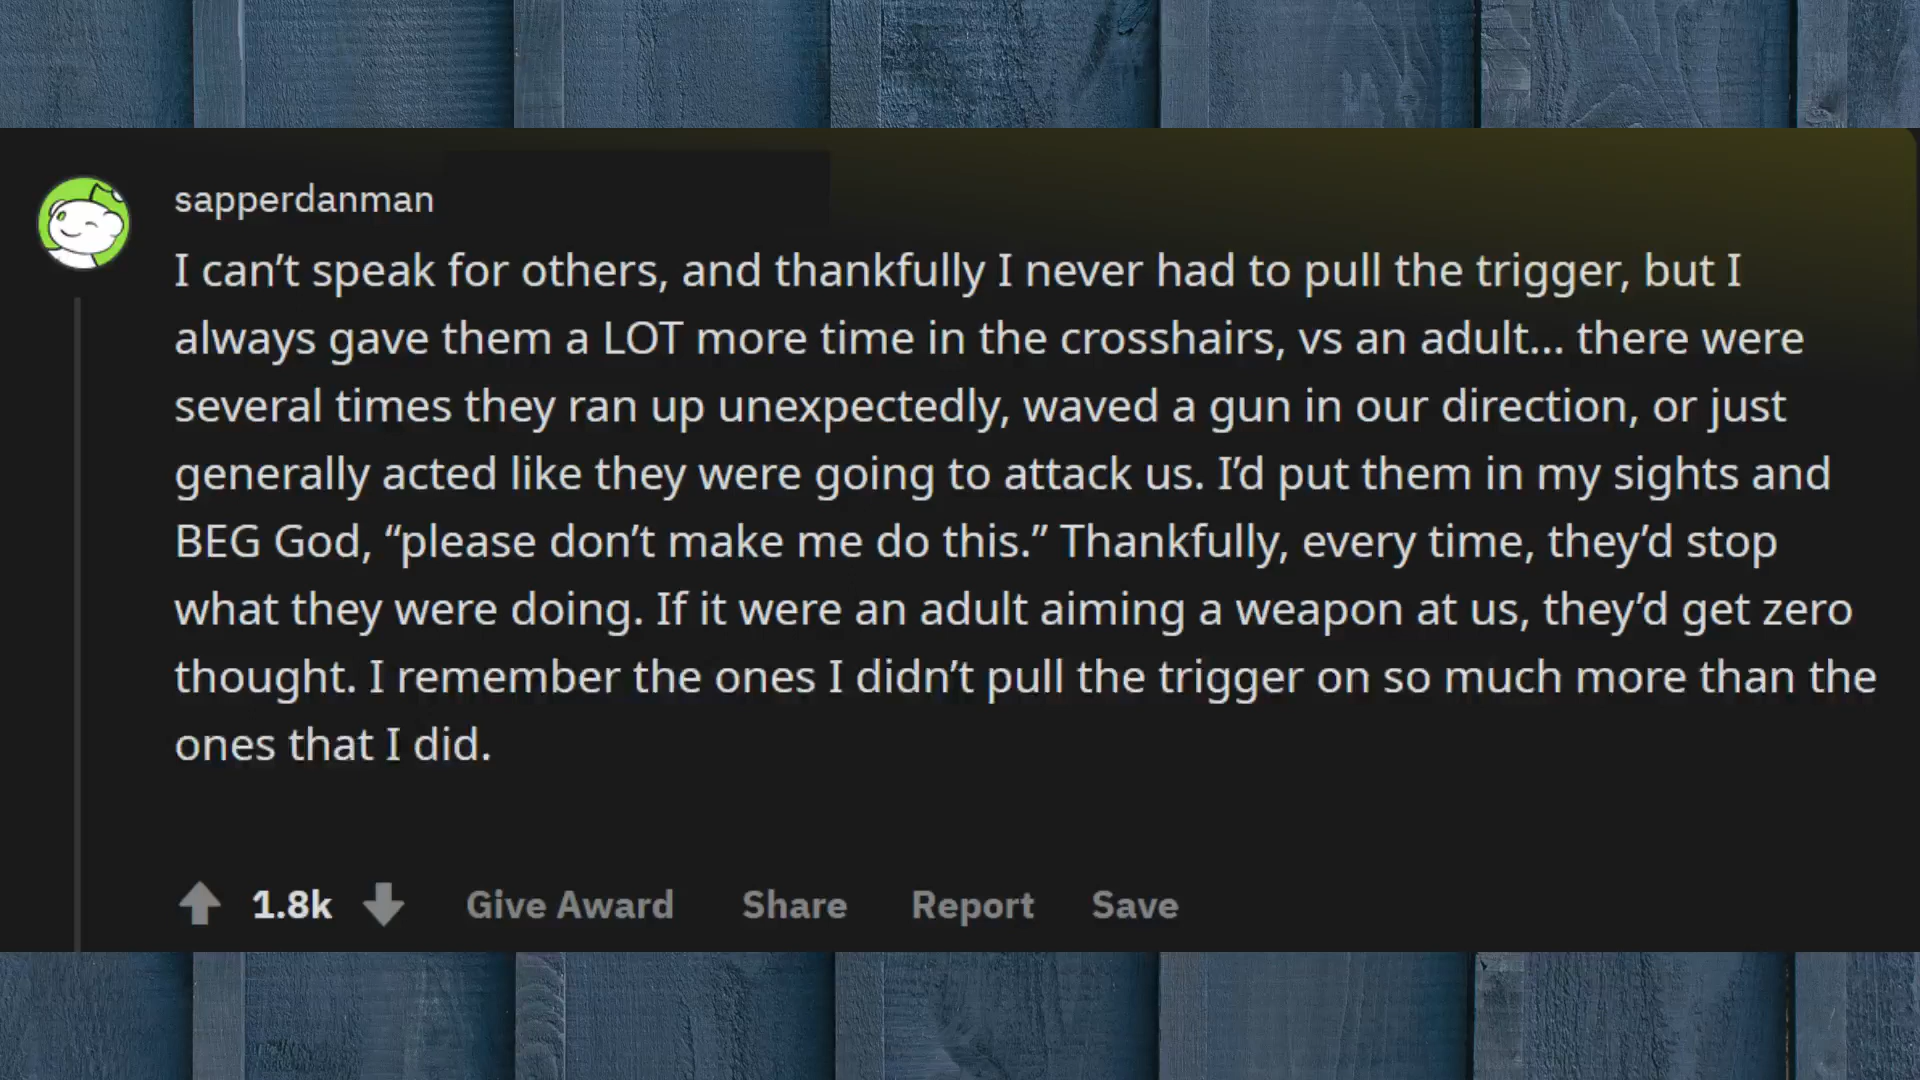 sapperdanman
I can’t speak for others, and thankfully I never had to pull the trigger, but I
always gave them a LOT more time in the crosshairs, vs an adult... there were
several times they ran up unexpectedly, waved a gun in our direction, or just
generally acted like they were going to attack us. I’d put them in my sights and
BEG God, “please don’t make me do this.” Thankfully, every time, they’d stop
what they were doing. If it were an adult aiming a weapon at us, they’d get zero
thought. I remember the ones I didn’t pull the trigger on so much more than the
ones that I did.
1.8k Give Award Share Report Save